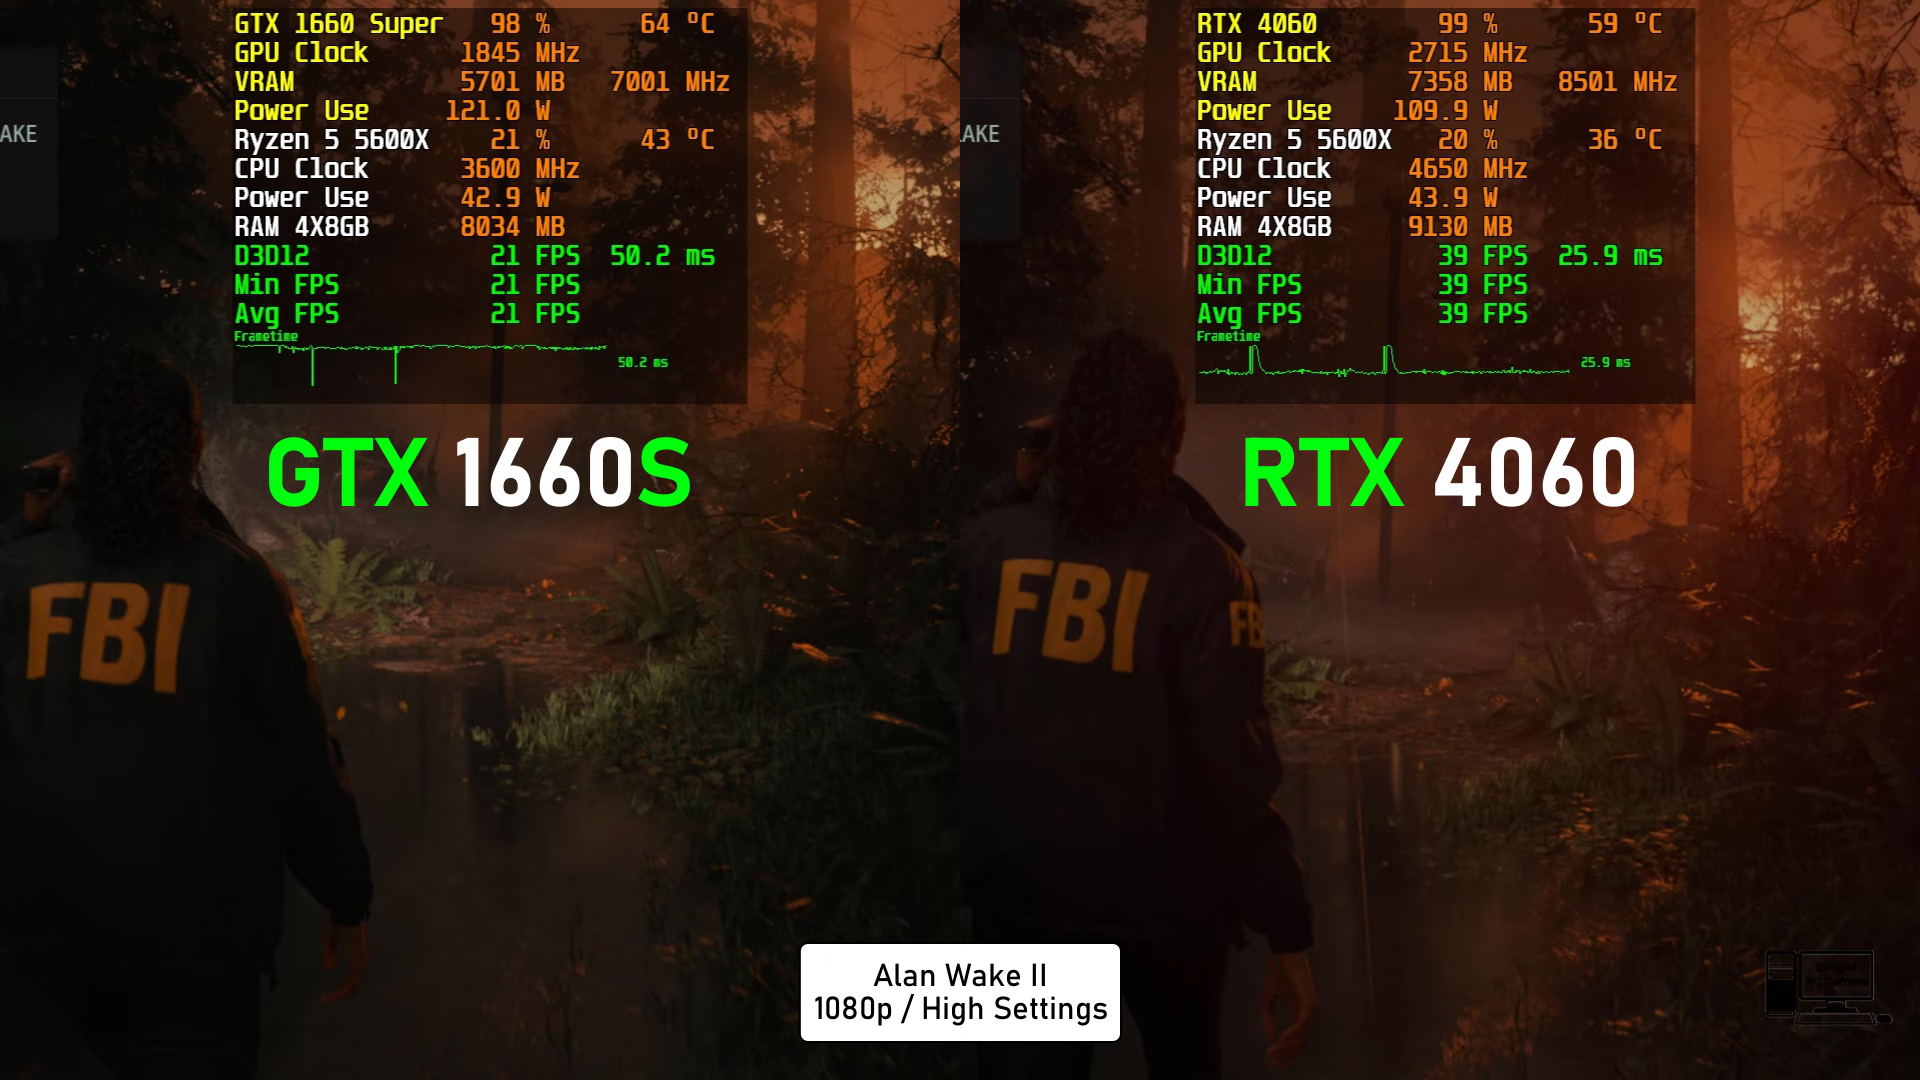 GTX 1660 Super 98 % 64 ºC
GPU Clock 1845 MHz
VRAM 5701 MB 7001 MHz
Power Use 121.0 W
Ryzen 5 5600X 21 % 43 ºC
CPU Clock 3600 MHz
Power Use 42.9 W
RAM 4X8GB 8034 MB
D3D12 21 FPS 50.2 ms
Min FPS 21 FPS
Avg FPS 21 FPS
Frametime
50.2 ms
AKE
GTX 1660S
FBI
RTX 4060 99 % 59 ºC
GPU Clock 2715 MHz
VRAM 7358 MB 8501 MHz
Power Use 109.9 W
Ryzen 5 5600X 20 % 36 ºC
CPU Clock 4650 MHz
Power Use 43.9 W
RAM 4X8GB 9130 MB
D3D12 39 FPS 25.9 ms
Min FPS 39 FPS
Avg FPS 39 FPS
Frametime
25.9 ms
AKE
RTX 4060
FBI
FB
Alan Wake II
1080p / High Settings